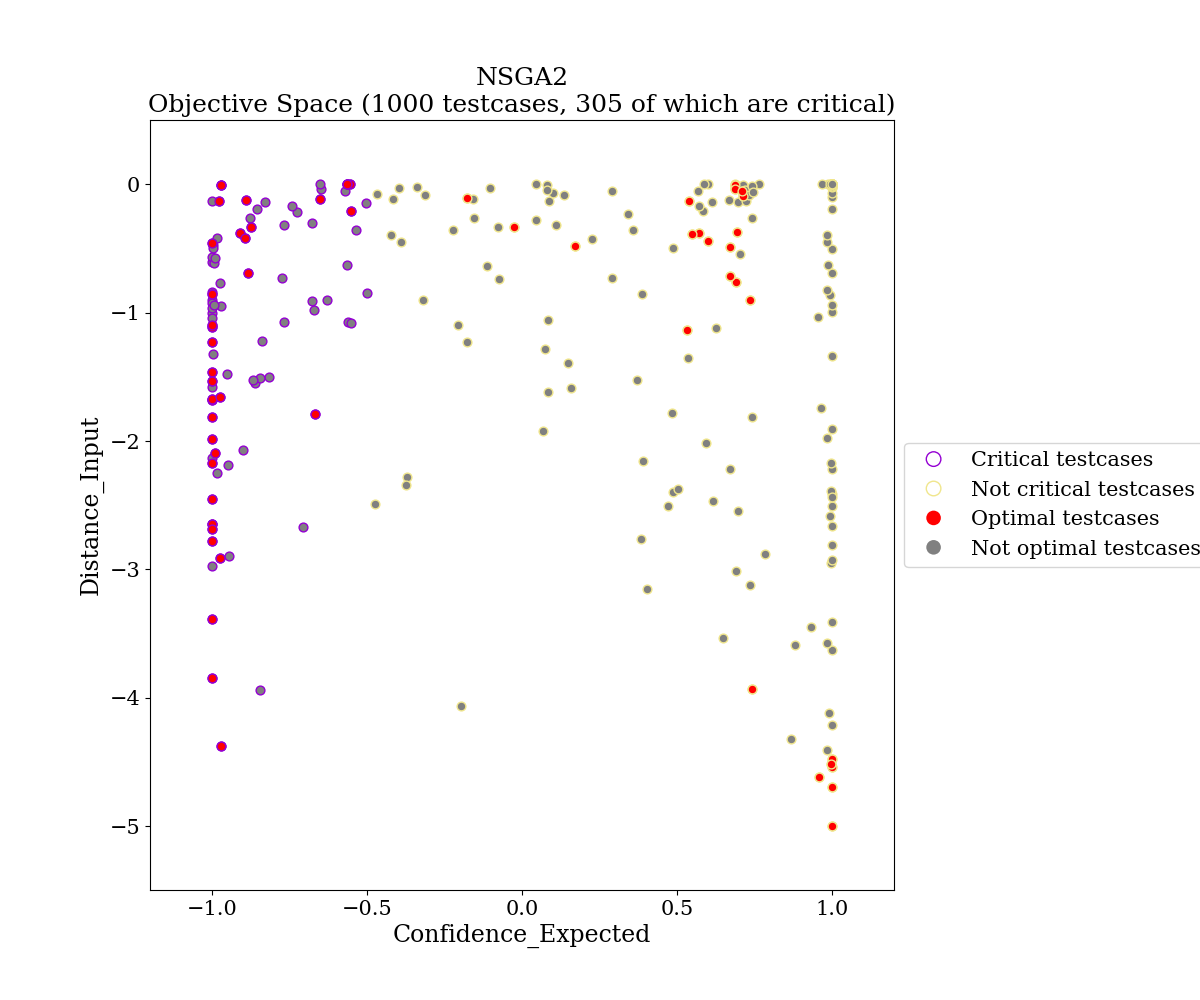 NSGA2
Objective Space (1000 testcases, 305 of which are critical)
0
−1
−2
−3
−4
−5
Distance_Input
−1.0
−0.5
0.0
0.5
1.0
Confidence_Expected
Critical testcases
Not critical testcases
Optimal testcases
Not optimal testcases